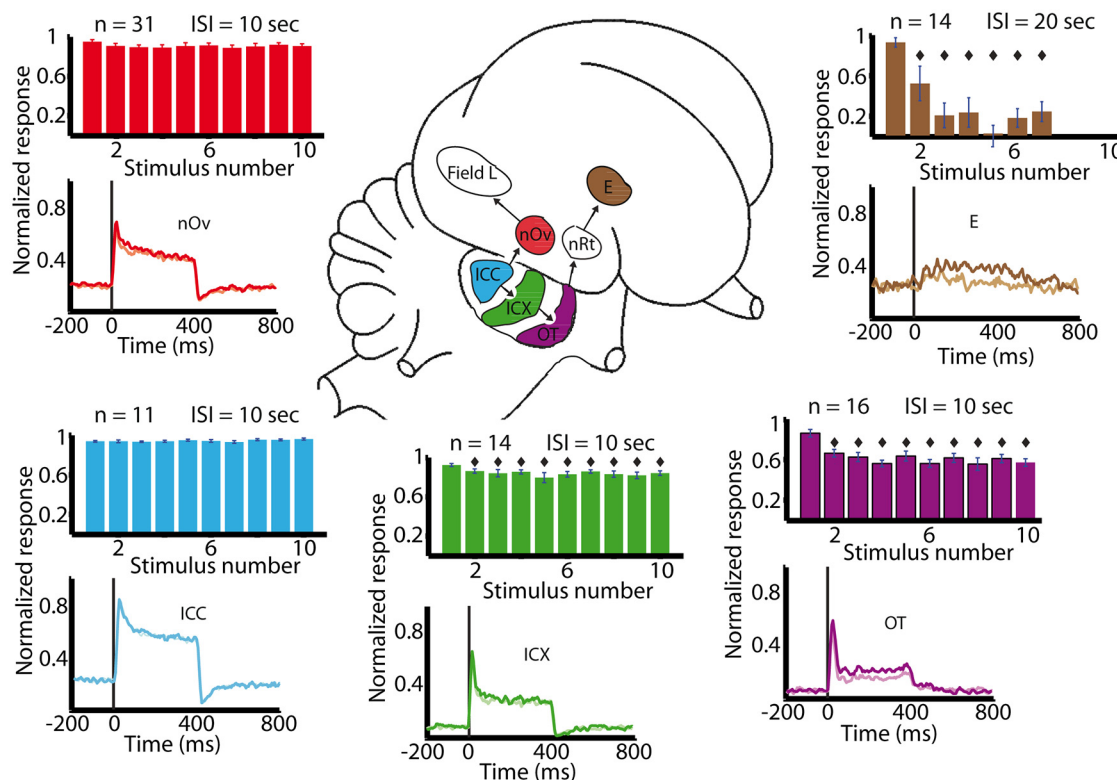 n = 31 ISI = 10 sec
Normalized response
1
0.6
0.2
2 6 10
Stimulus number
nOv
0.8
0.4
-200 0 400 800
Time (ms)
Field L
E
nOv
nRt
ICC
ICX
OT
n = 14 ISI = 20 sec
Normalized response
1
0.6
0.2
2 6 10
Stimulus number
E
0.8
0.4
-200 0 400 800
Time (ms)
n = 11 ISI = 10 sec
Normalized response
1
0.6
0.2
2 6 10
Stimulus number
ICC
0.8
0.4
-200 0 400 800
Time (ms)
n = 14 ISI = 10 sec
Normalized response
1
0.6
0.2
2 6 10
Stimulus number
ICX
0.8
0.4
-200 0 400 800
Time (ms)
n = 16 ISI = 10 sec
Normalized response
1
0.6
0.2
2 6 10
Stimulus number
OT
0.8
0.4
-200 0 400 800
Time (ms)